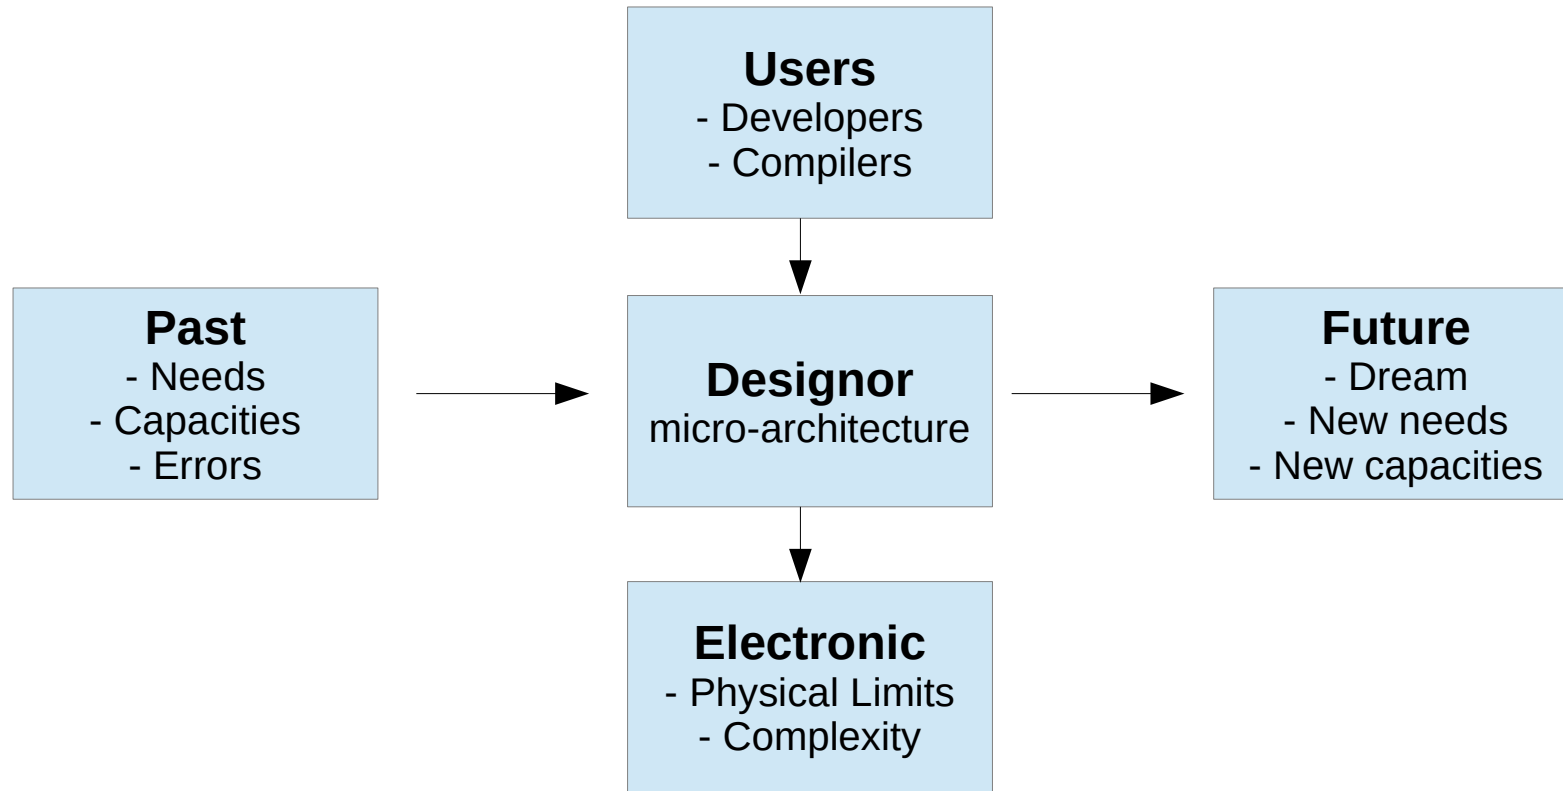 Users
- Developers
- Compilers
Past
- Needs
- Capacities
- Errors
Designor
micro-architecture
Future
- Dream
- New needs
- New capacities
Electronic
- Physical Limits
- Complexity